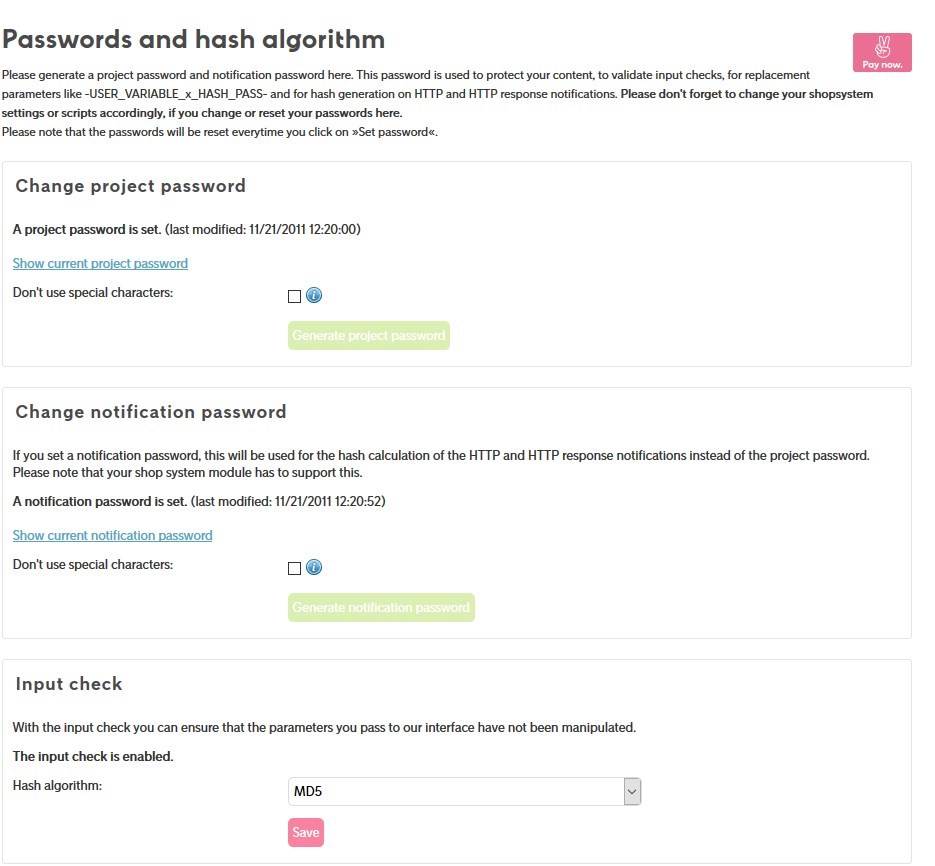 Passwords and hash algorithm
Pay now.
Please generate a project password and notification password here. This password is used to protect your content, to validate input checks, for replacement
parameters like -USER_VARIABLE_x_HASH_PASS- and for hash generation on HTTP and HTTP response notifications. Please don't forget to change your shopsystem
settings or scripts accordingly, if you change or reset your passwords here.
Please note that the passwords will be reset everytime you click on »Set password«.
Change project password
A project password is set. (last modified: 11/21/2011 12:20:00)
Show current project password
Don't use special characters:
Generate project password
Change notification password
If you set a notification password, this will be used for the hash calculation of the HTTP and HTTP response notifications instead of the project password.
Please note that your shop system module has to support this.
A notification password is set. (last modified: 11/21/2011 12:20:52)
Show current notification password
Don't use special characters:
Generate notification password
Input check
With the input check you can ensure that the parameters you pass to our interface have not been manipulated.
The input check is enabled.
Hash algorithm:
MD5
Save